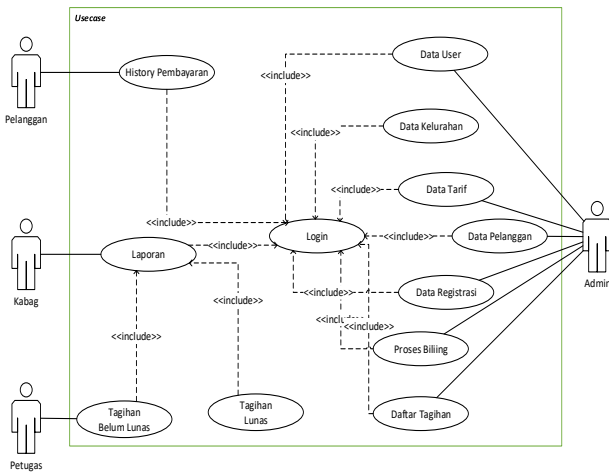 Usecase
Pelanggan
History Pembayaran
<<include>>
<<include>>
<<include>>
Data User
<<include>>
Data Kelurahan
<<include>>
Data Tarif
Kabag
Laporan
<<include>>
Login
<<include>>
Data Pelanggan
Admin
<<include>>
<<include>>
Data Registrasi
<<include>>
<<include>>
Proses Biliing
Petugas
Tagihan
Belum Lunas
Tagihan
Lunas
Daftar Tagihan